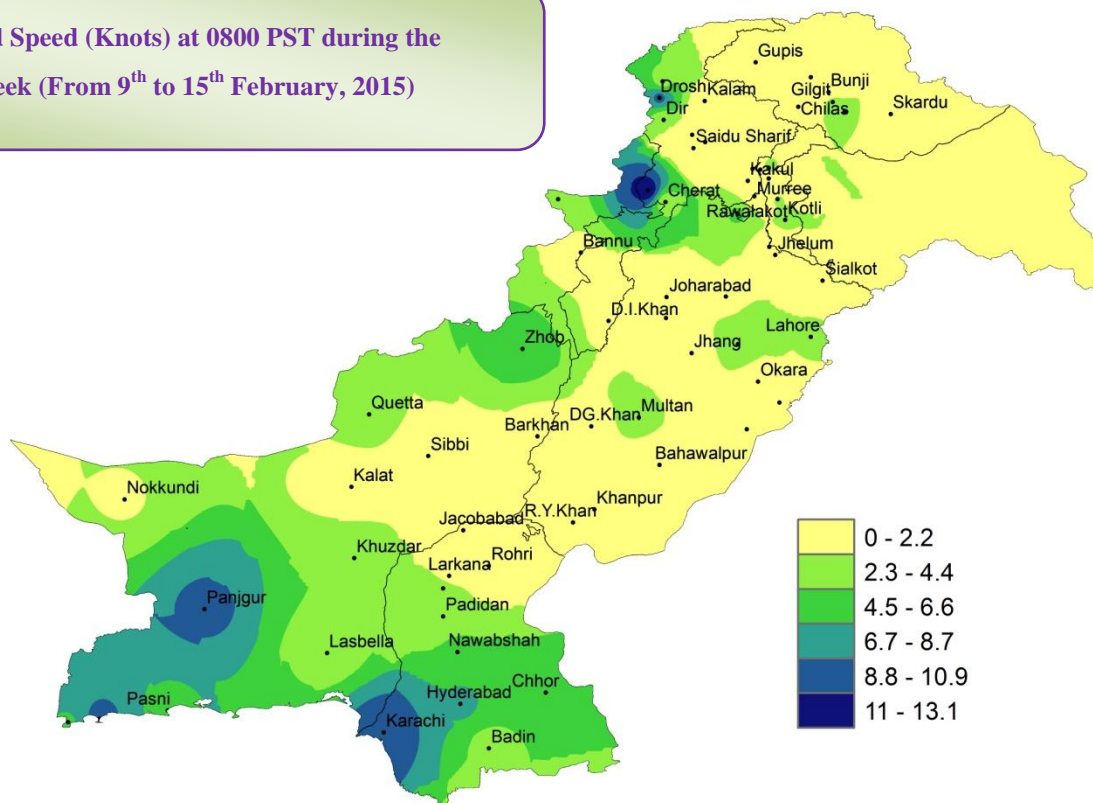 Speed (Knots) at 0800 PST during the
(From 9th to 15th February, 2015)
Gupis
Bunji
Gilgit
Drosh
Kalam
Chilas
Skardu
Dir
Saidu Sharif
Kakul
Cherat
Murree
Rawalakot
Kotli
Bannu
Jhelum
Sialkot
Joharabad
D.I.Khan
Lahore
Zhob
Jhang
Okara
Quetta
DG.Khan
Multan
Barkhan
Sibbi
Bahawalpur
Nokkundi
Kalat
Khanpur
R.Y.Khan
Jacobabad
Khuzdar
Rohri
Larkana
Panjgur
Padidan
Lasbella
Nawabshah
Chhor
Pasni
Hyderabad
Karachi
Badin
0 - 2.2
2.3 - 4.4
4.5 - 6.6
6.7 - 8.7
8.8 - 10.9
11 - 13.1